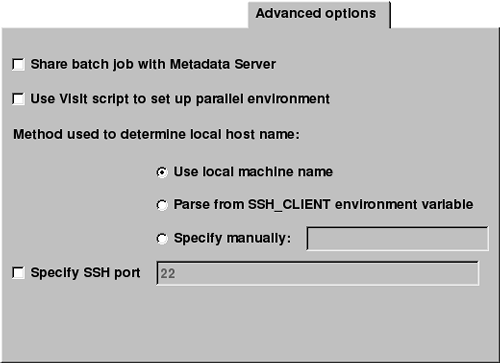 Advanced options
Share batch job with Metadata Server
Use VisIt script to set up parallel environment
Method used to determine local host name:
Use local machine name
Parse from SSH_CLIENT environment variable
Specify manually:
Specify SSH port 22